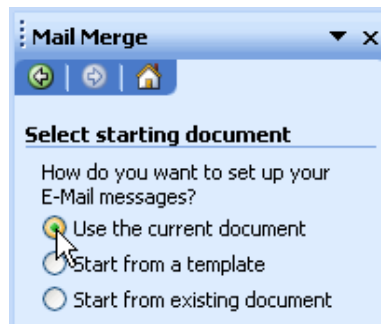 Mail Merge
Select starting document
How do you want to set up your
E-Mail messages?
Use the current document
Start from a template
Start from existing document